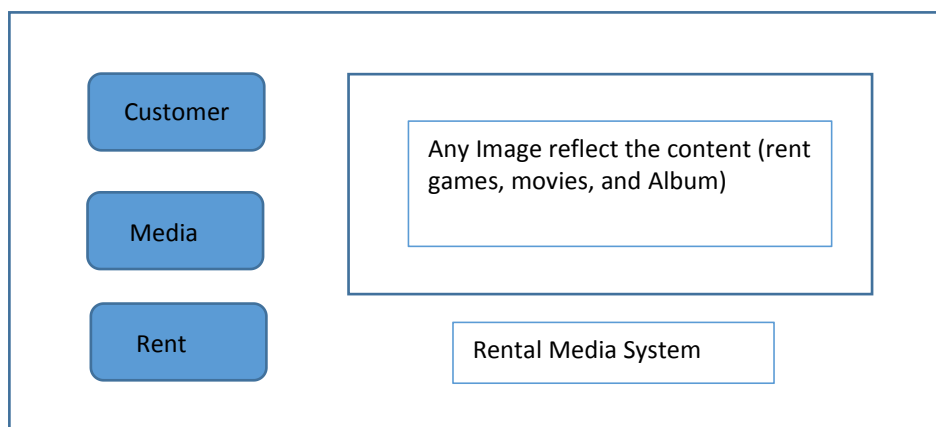 Customer
Any Image reflect the content (rent
games, movies, and Album)
Media
Rent
Rental Media System